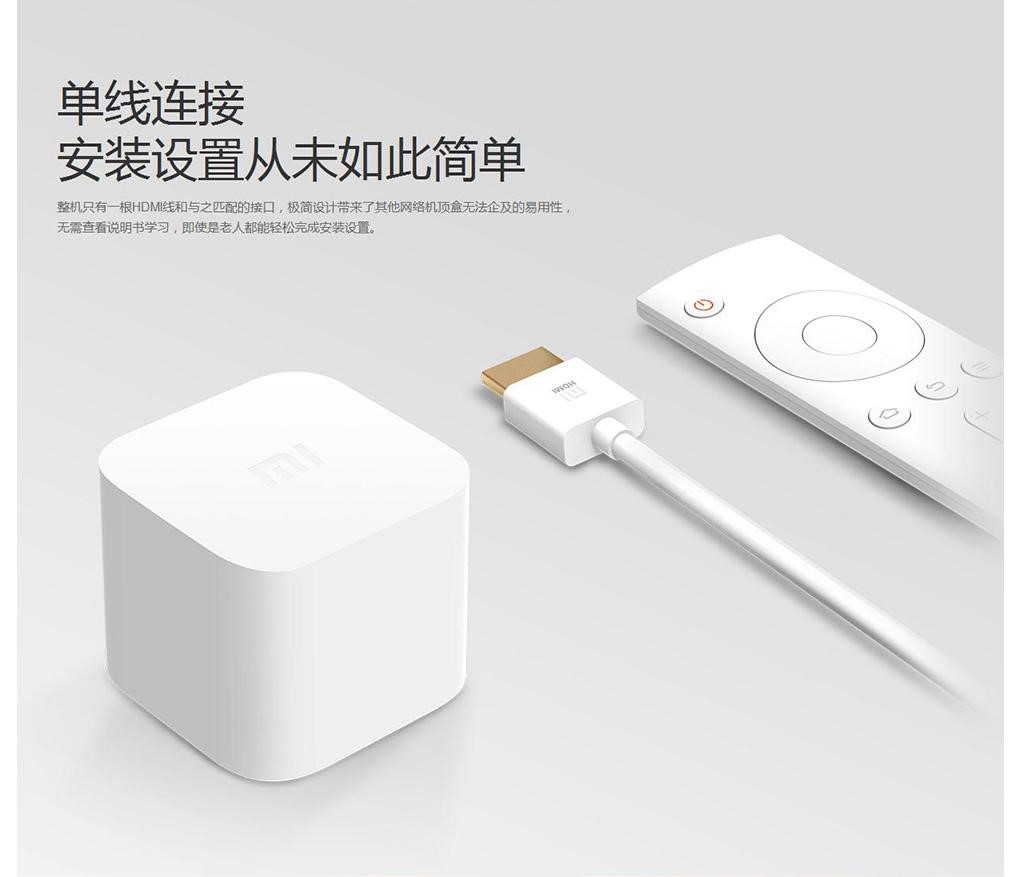 单线连接
安装设置从未如此简单
整机只有一根HDMI线和与之匹配的接口，极简设计带来了其他网络机顶盒无法企及的易用性，
无需查看说明书学习，即使是老人都能轻松完成安装设置。
HDMI
MI
MI